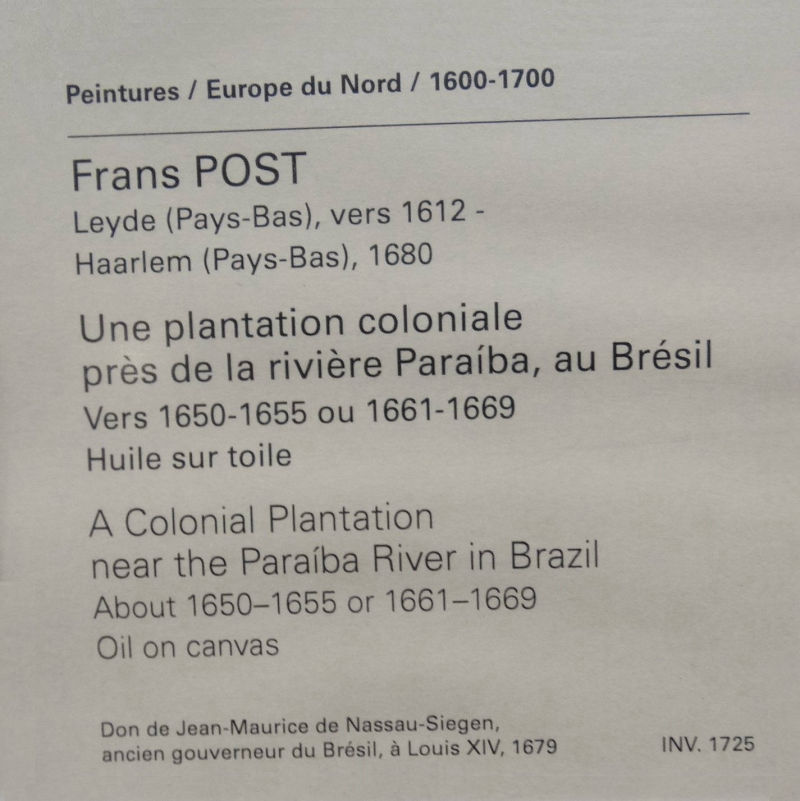 Peintures / Europe du Nord / 1600-1700
Frans POST
Leyde (Pays-Bas), vers 1612 -
Haarlem (Pays-Bas), 1680
Une plantation coloniale
près de la rivière Paraíba, au Brésil
Vers 1650-1655 ou 1661-1669
Huile sur toile
A Colonial Plantation
near the Paraíba River in Brazil
About 1650–1655 or 1661–1669
Oil on canvas
Don de Jean-Maurice de Nassau-Siegen,
ancien gouverneur du Brésil, à Louis XIV, 1679
INV. 1725